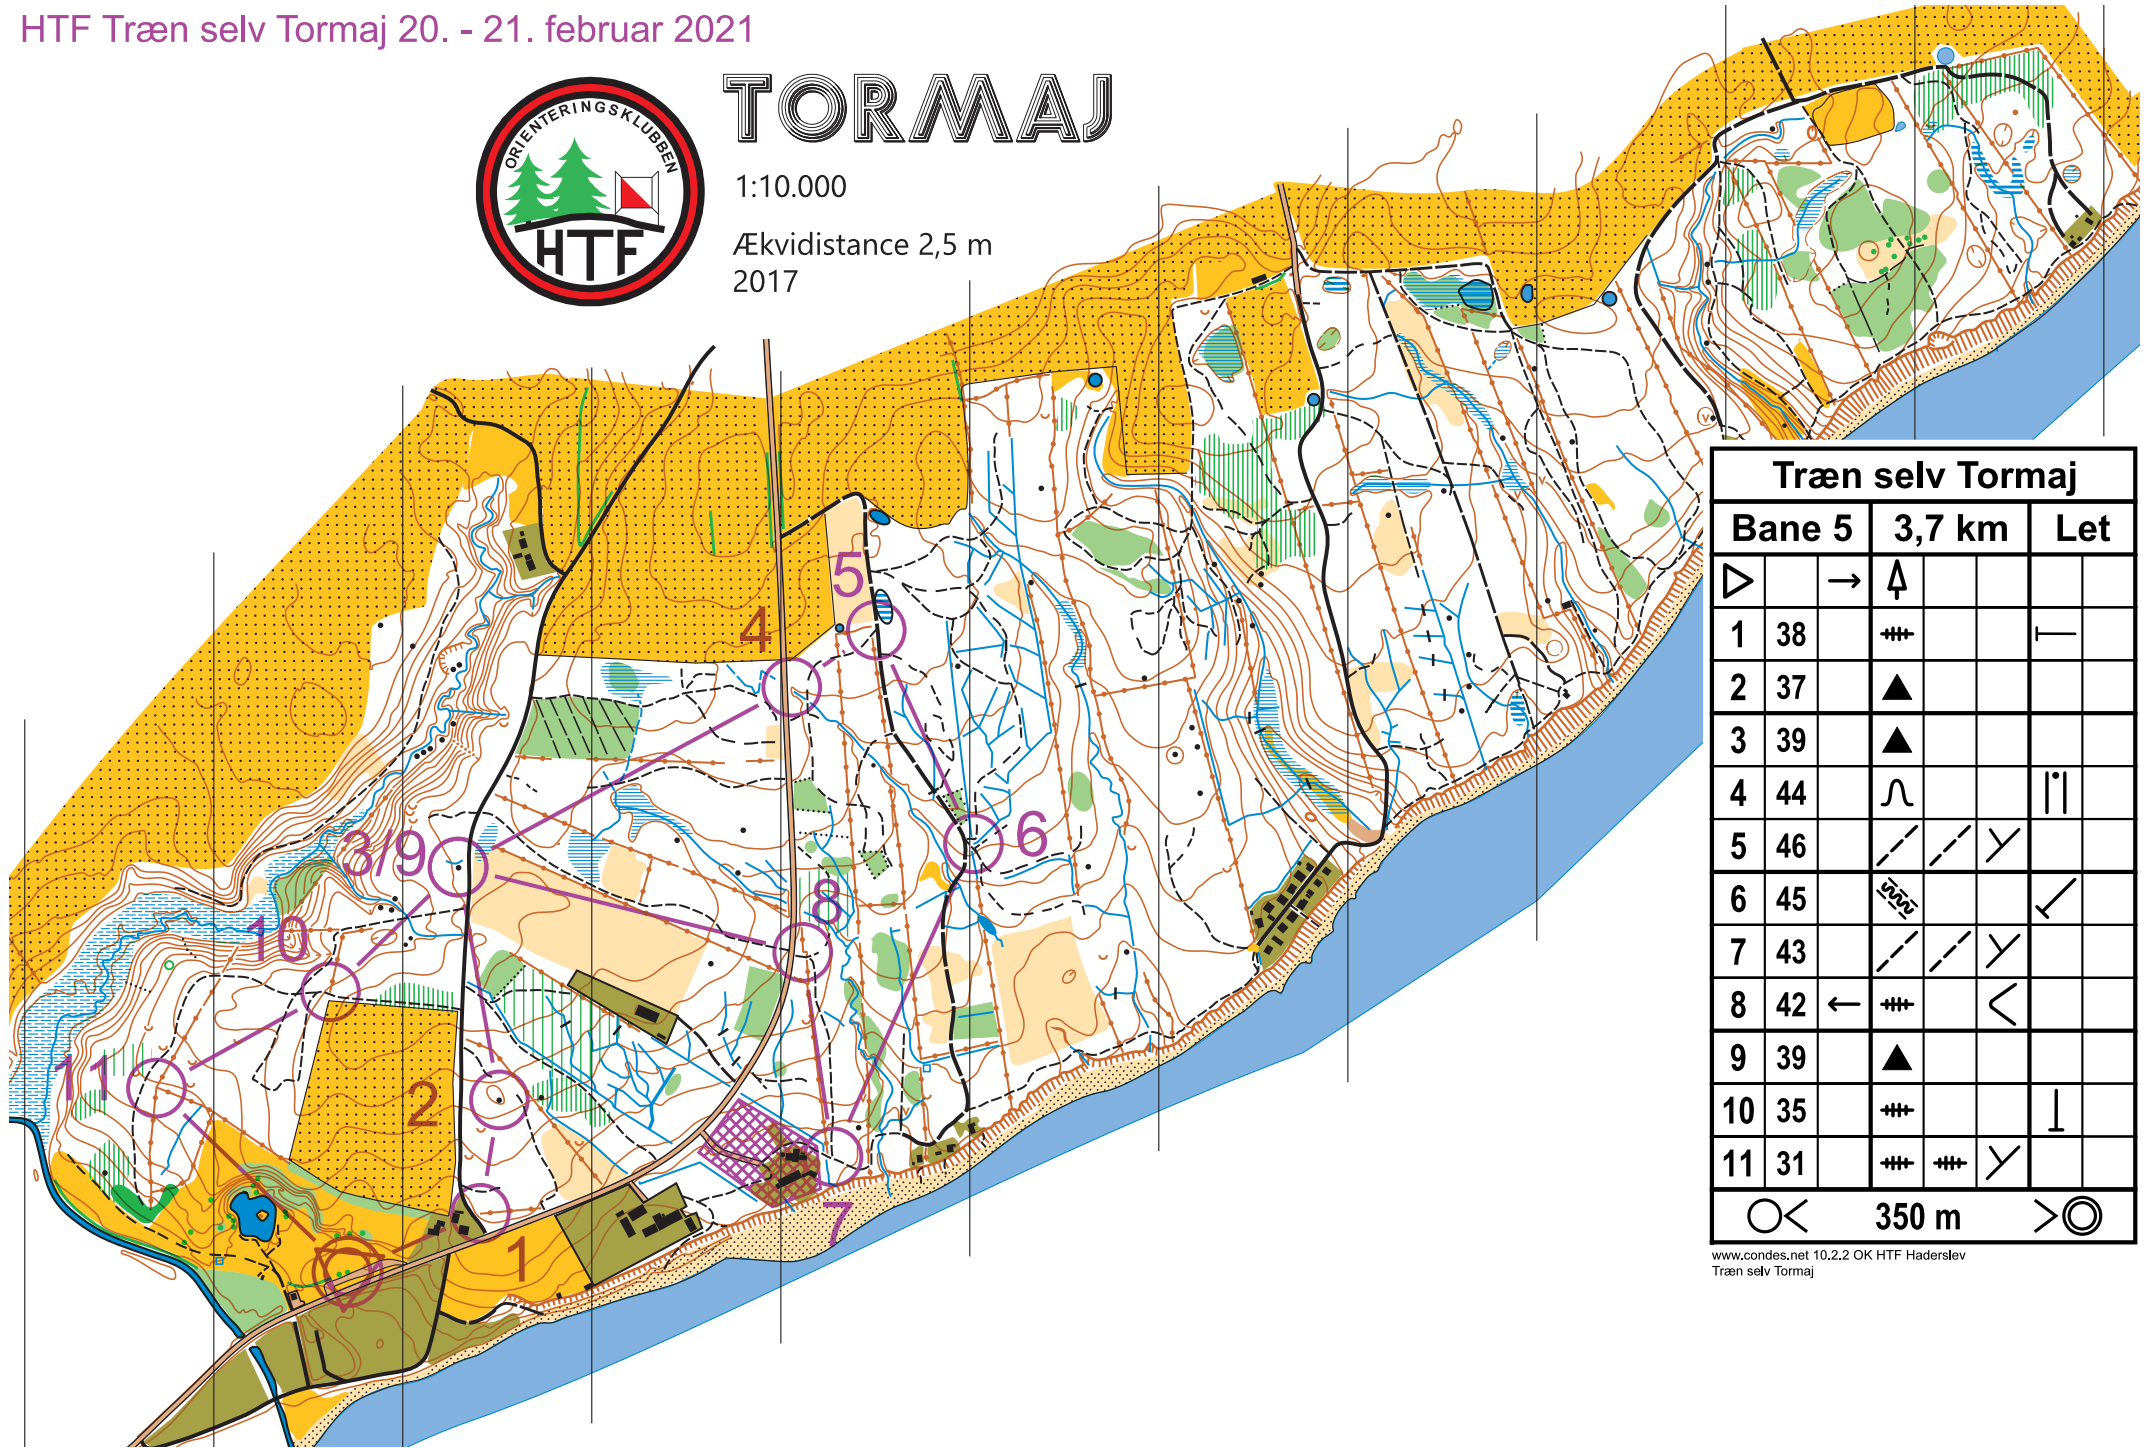 HTF Træn selv Tormaj 20. - 21. februar 2021
TORMAJ
ORIENTERINGSKLUBBEN
HTF
1:10.000
Ækvidistance 2,5 m
2017
5
4
6
3/9
8
10
11
2
7
1
Træn selv Tormaj
Bane 5 3,7 km Let
1 38
2 37
3 39
4 44
5 46
6 45
7 43
8 42
9 39
10 35
11 31
350 m
www.condes.net 10.2.2 OK HTF Haderslev
Træn selv Tormaj